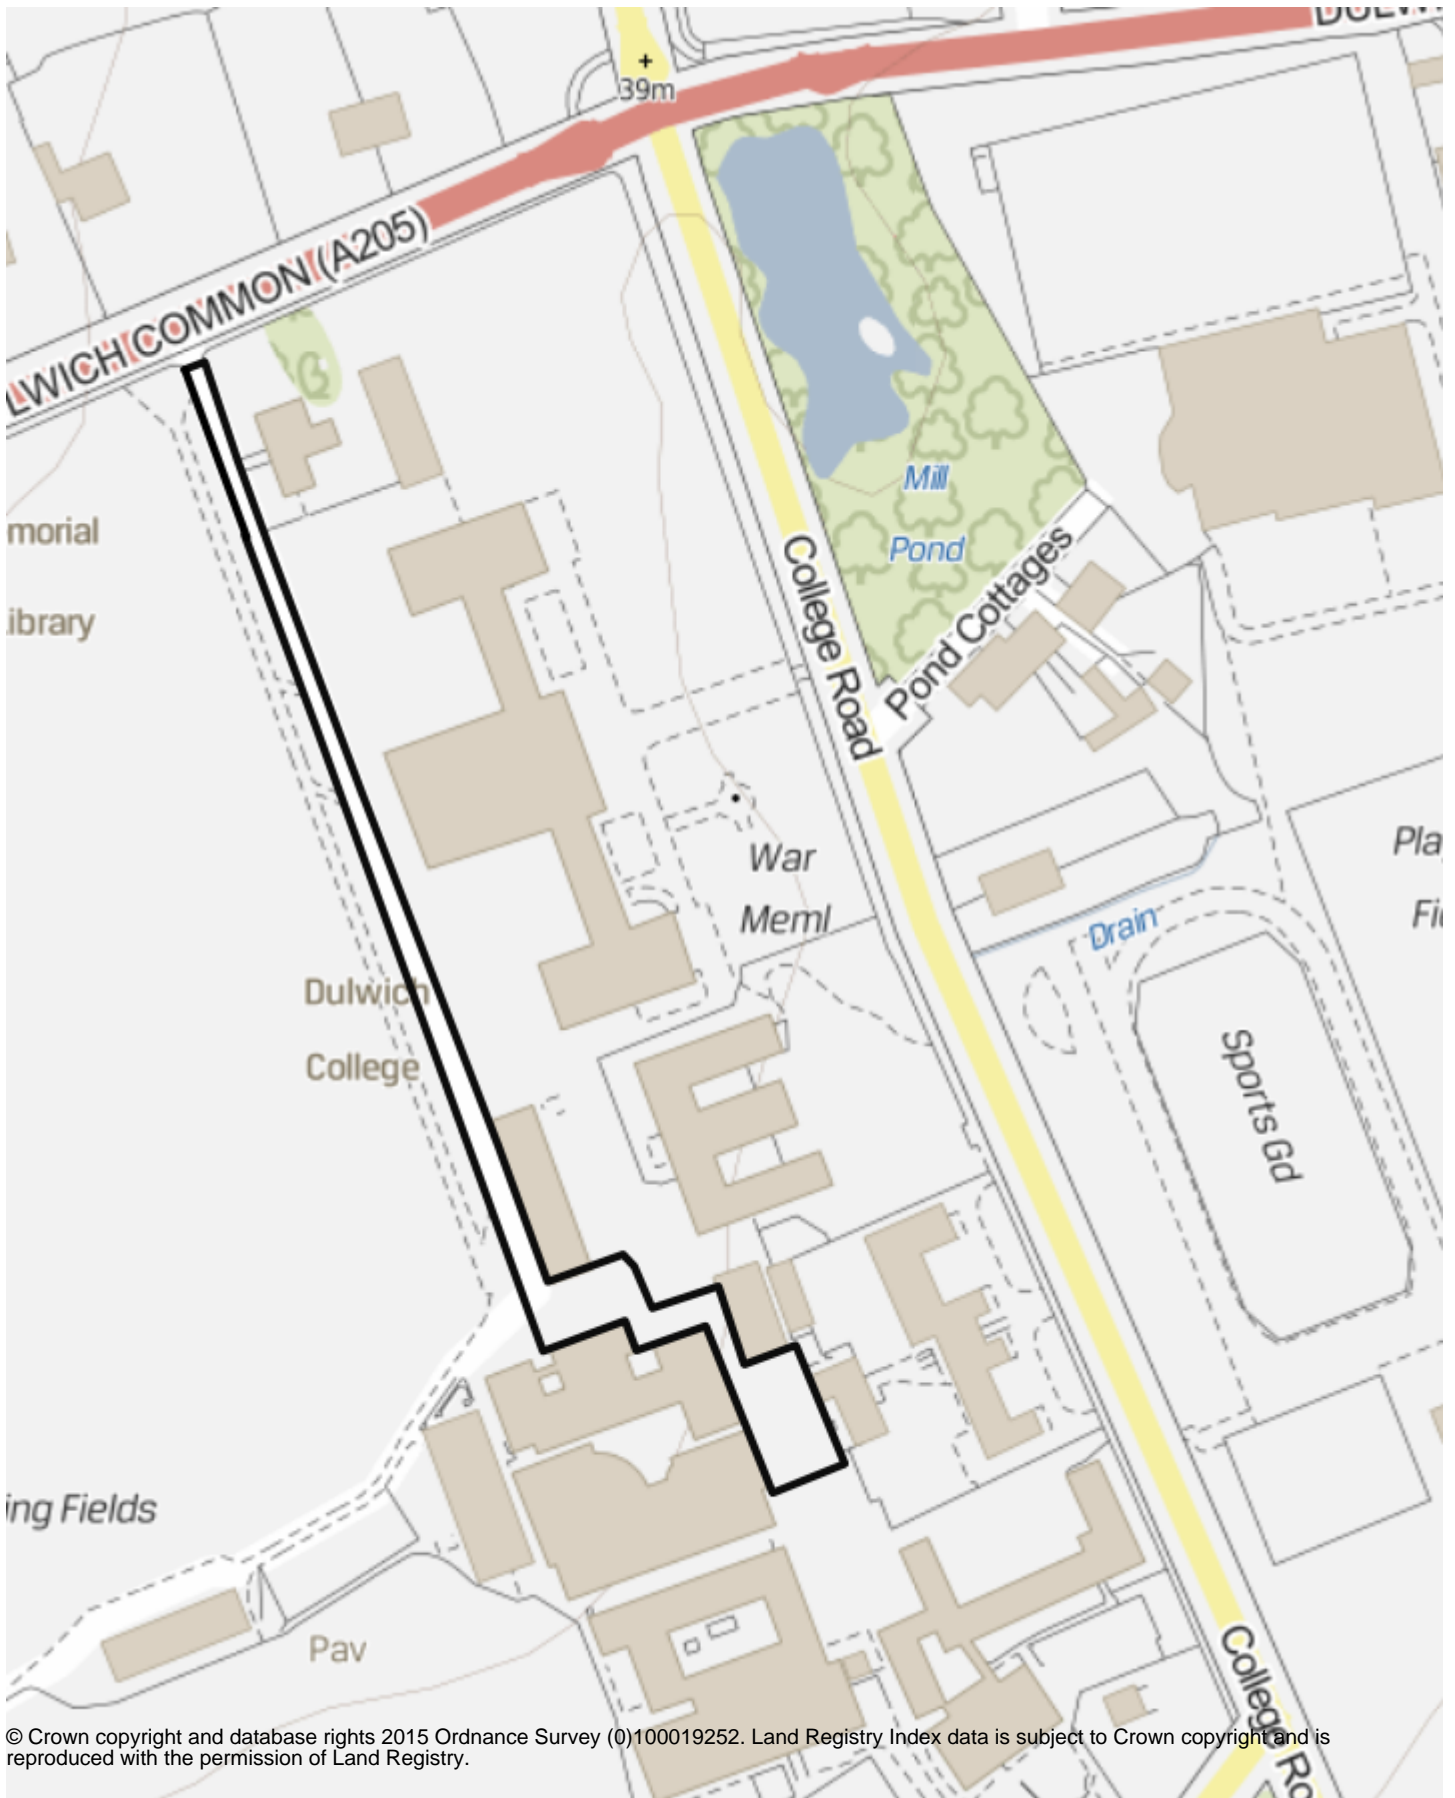 39m
LWICH COMMON (A205)
Mill
Pond
College Road
Pond Cottages
morial
ibrary
War
Meml
Drain
Pla
Fi
Dulwich
College
Sports Gd
ing Fields
Pav
College Ro
© Crown copyright and database rights 2015 Ordnance Survey (0)100019252. Land Registry Index data is subject to Crown copyright and is
reproduced with the permission of Land Registry.